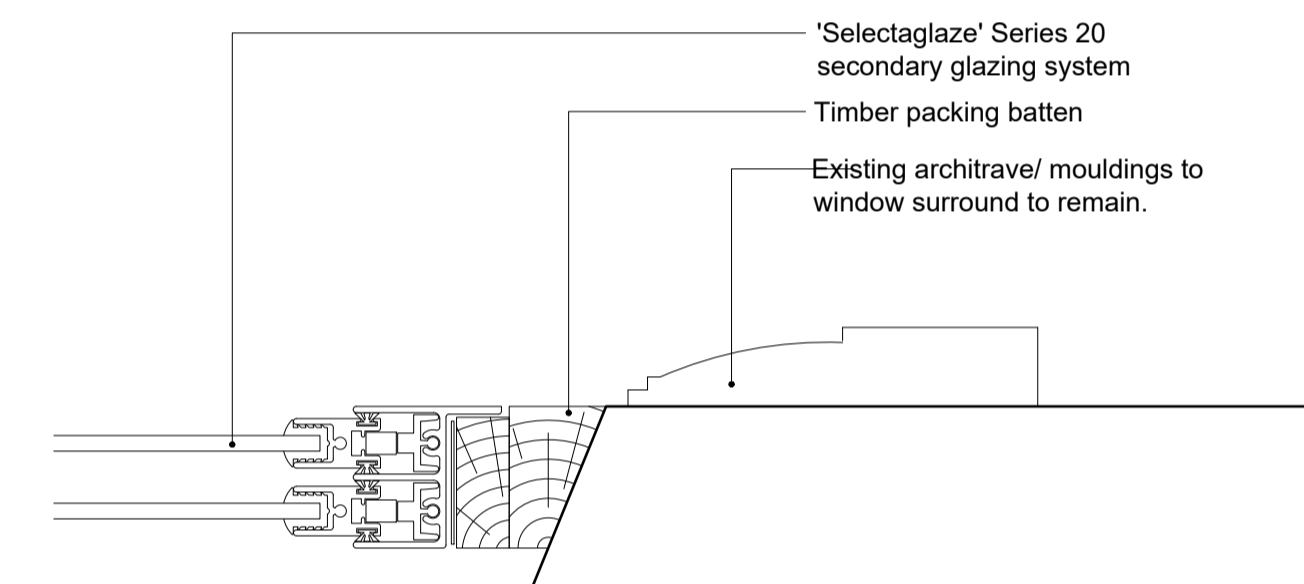 'Selectaglaze' Series 20
secondary glazing system
Timber packing batten
Existing architrave/ mouldings to
window surround to remain.